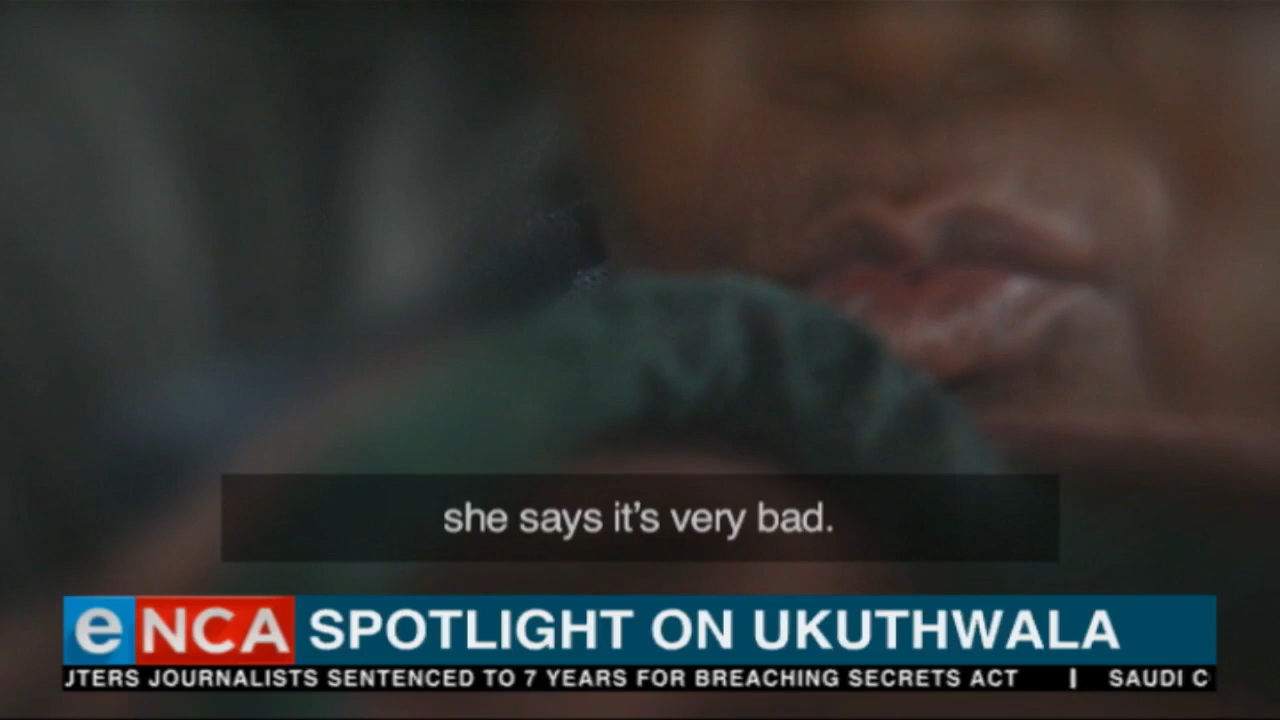 she says it's very bad.
eNCA SPOTLIGHT ON UKUTHWALA
JTERS JOURNALISTS SENTENCED TO 7 YEARS FOR BREACHING SECRETS ACT | SAUDI C